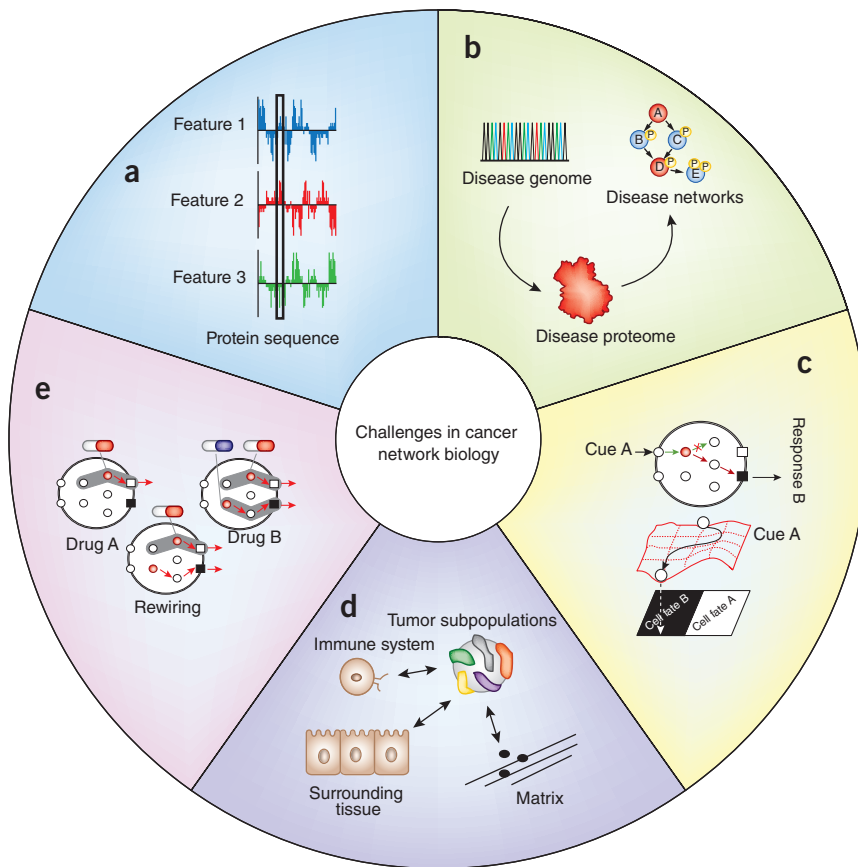 a
Feature 1
Feature 2
Feature 3
Protein sequence
b
Disease genome
A
B
P
C
P
D
P
E
P
P
Disease networks
Disease proteome
c
Cue A
Response B
Cue A
Cell fate B
Cell fate A
d
Tumor subpopulations
Immune system
Surrounding
tissue
Matrix
e
Drug A
Drug B
Rewiring
Challenges in cancer
network biology